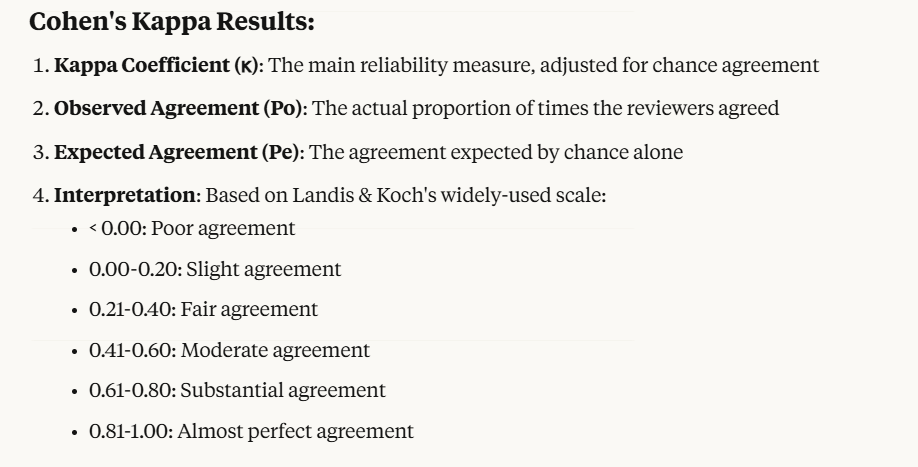 Cohen's Kappa Results:
1. Kappa Coefficient (κ): The main reliability measure, adjusted for chance agreement
2. Observed Agreement (Po): The actual proportion of times the reviewers agreed
3. Expected Agreement (Pe): The agreement expected by chance alone
4. Interpretation: Based on Landis & Koch's widely-used scale:
• < 0.00: Poor agreement
• 0.00-0.20: Slight agreement
• 0.21-0.40: Fair agreement
• 0.41-0.60: Moderate agreement
• 0.61-0.80: Substantial agreement
• 0.81-1.00: Almost perfect agreement